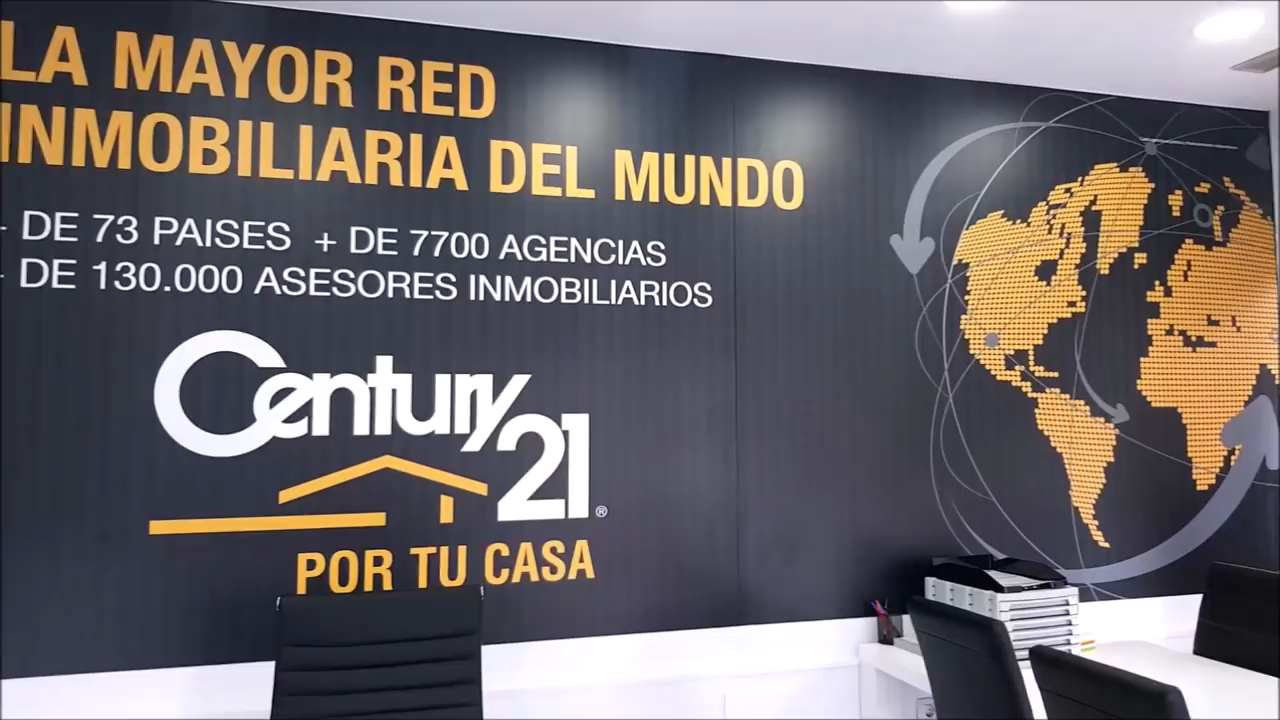 LA MAYOR RED
INMOBILIARIA DEL MUNDO
+ DE 73 PAISES + DE 7700 AGENCIAS
+ DE 130.000 ASESORES INMOBILIARIOS
Century
21®
POR TU CASA